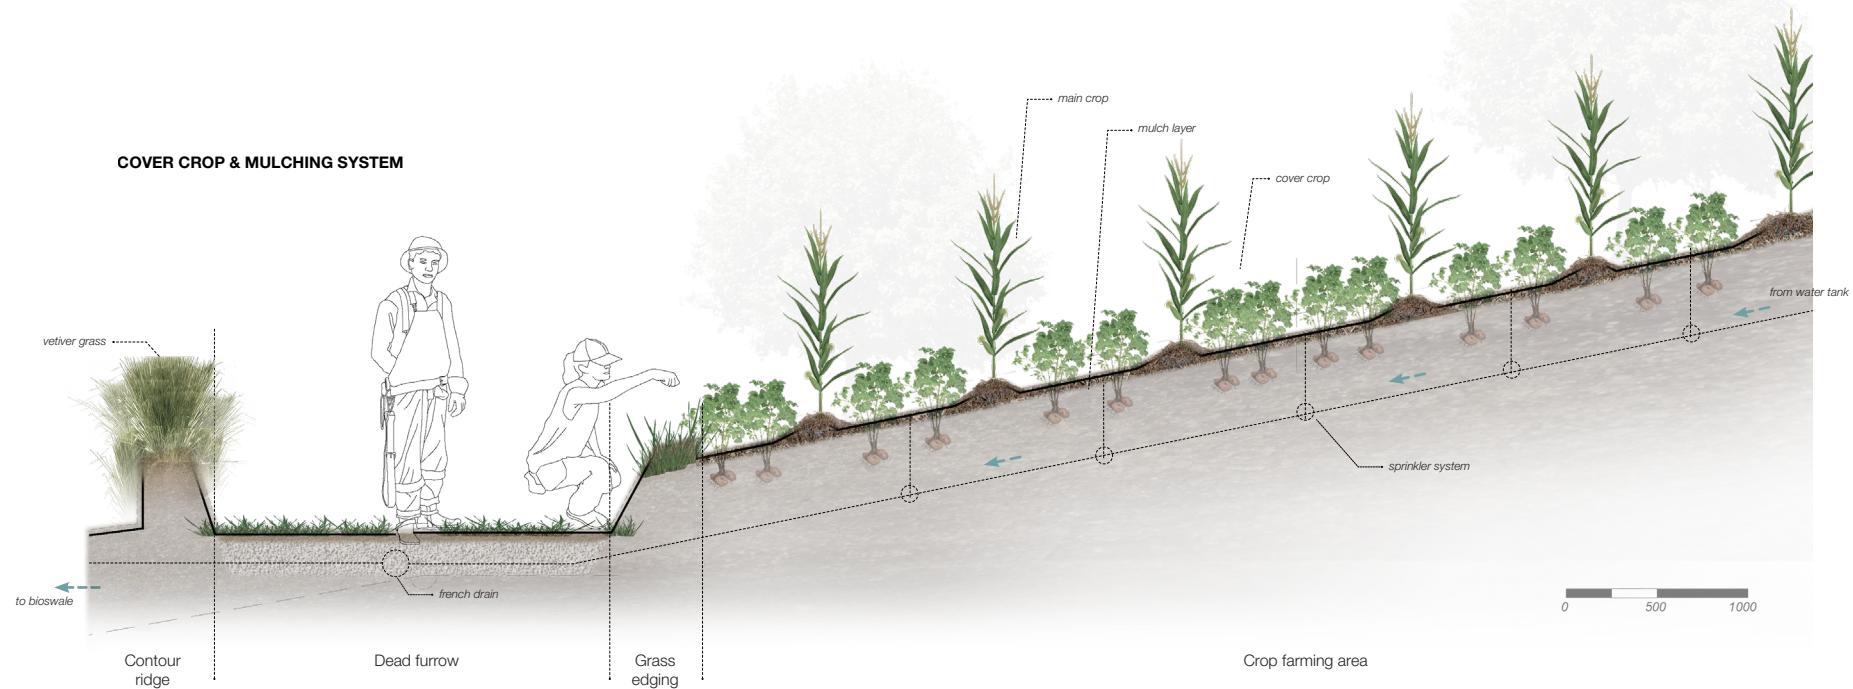 COVER CROP & MULCHING SYSTEM
main crop
mulch layer
cover crop
vetiver grass
from water tank
sprinkler system
french drain
to bioswale
0 500 1000
Contour
ridge
Dead furrow
Grass
edging
Crop farming area